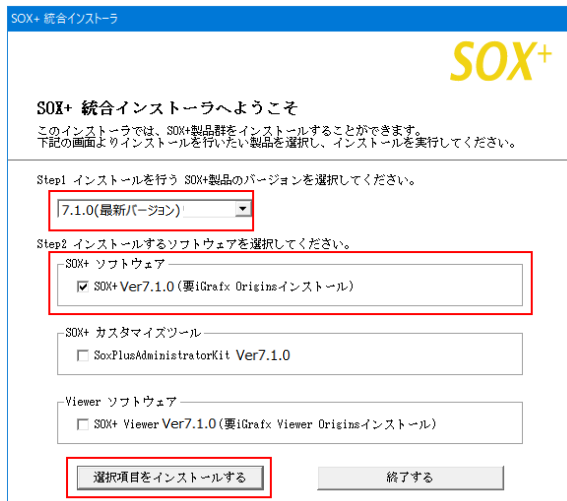 SOX+ 統合インストーラ
SOX+
SOX+ 統合インストーラへようこそ
このインストーラでは、SOX+製品群をインストールすることができます。
下記の画面よりインストールを行いたい製品を選択し、インストールを実行してください。
Step1 インストールを行う SOX+製品のバージョンを選択してください。
7.1.0(最新バージョン)
Step2 インストールするソフトウェアを選択してください。
SOX+ ソフトウェア
SOX+ Ver7.1.0(要iGrafx Originsインストール)
SOX+ カスタマイズツール
SoxPlusAdministratorKit Ver7.1.0
Viewer ソフトウェア
SOX+ Viewer Ver7.1.0(要iGrafx Viewer Originsインストール)
選択項目をインストールする
終了する